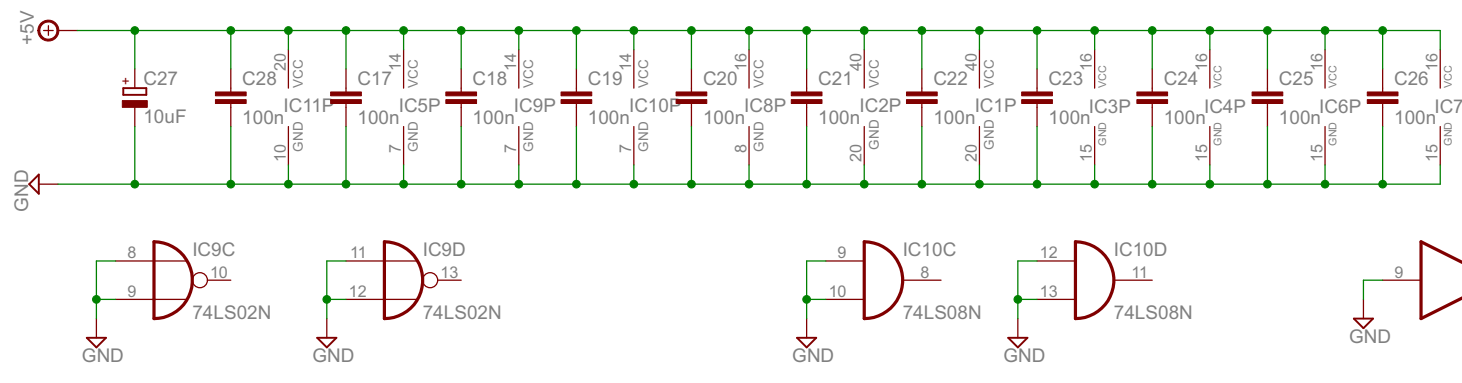 +5V
C27
10uF
C28
100n
20
VCC
IC11P
GND
10
C17
100n
14
VCC
IC5P
GND
7
C18
100n
14
VCC
IC9P
GND
7
C19
100n
14
VCC
IC10P
GND
7
C20
100n
16
VCC
IC8P
GND
8
C21
100n
40
VCC
IC2P
GND
20
C22
100n
40
VCC
IC1P
GND
20
C23
100n
16
VCC
IC3P
GND
15
C24
100n
16
VCC
IC4P
GND
15
C25
100n
16
VCC
IC6P
GND
15
C26
100n
16
VCC
IC7
GND
15
GND
IC9C
8
9
10
74LS02N
GND
IC9D
11
12
13
74LS02N
GND
IC10C
9
10
8
74LS08N
GND
IC10D
12
13
11
74LS08N
GND
9
GND